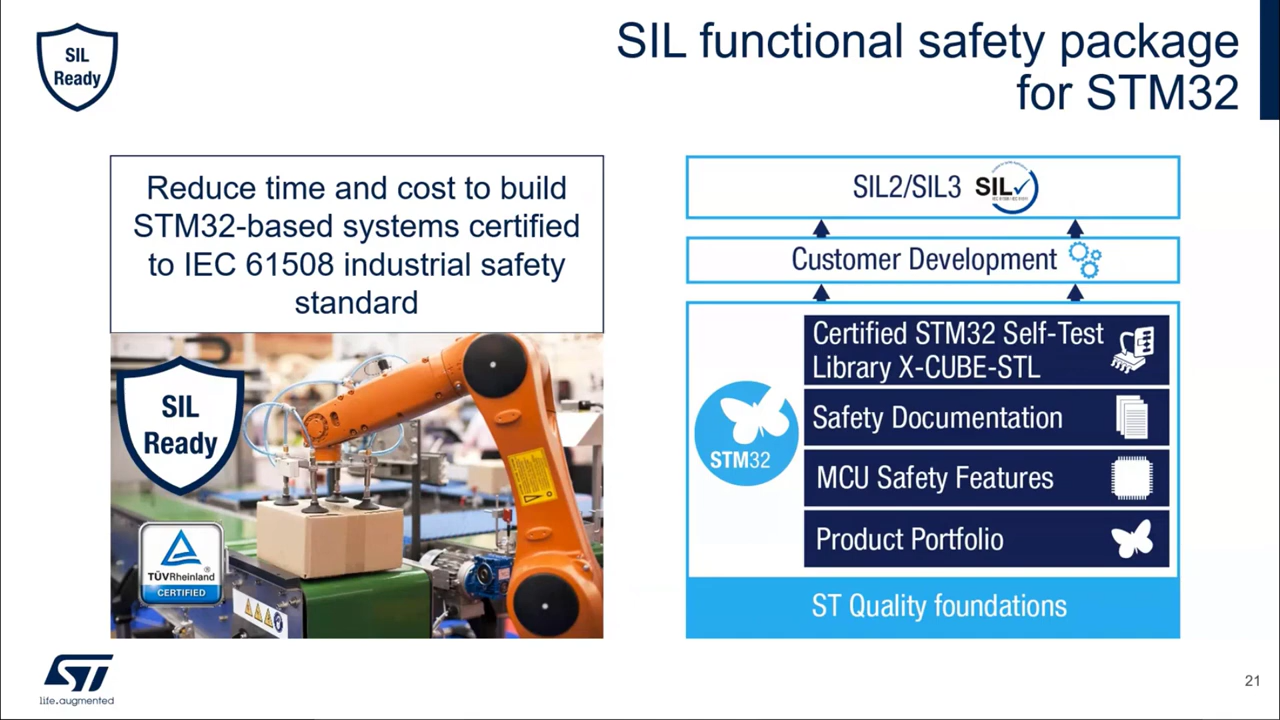 SIL
Ready
SIL functional safety package
for STM32
Reduce time and cost to build
STM32-based systems certified
to IEC 61508 industrial safety
standard
SIL
Ready
TÜVRheinland®
CERTIFIED
SIL2/SIL3 SIL
Customer Development
Certified STM32 Self-Test
Library X-CUBE-STL
Safety Documentation
MCU Safety Features
Product Portfolio
STM32
ST Quality foundations
ST
life.augmented
21